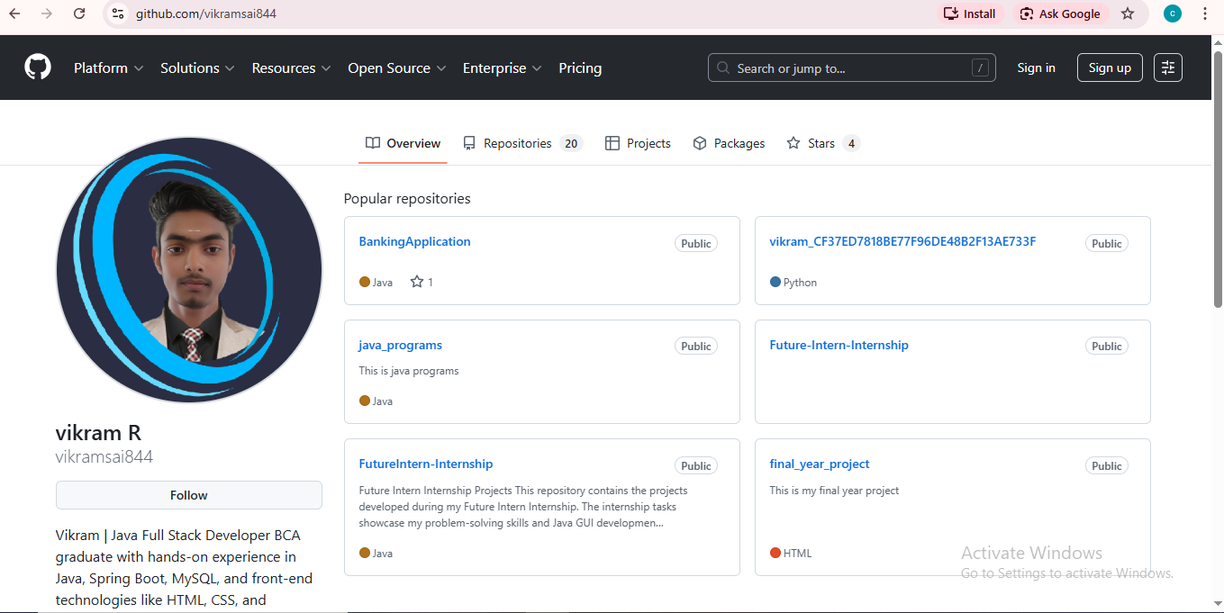 github.com/vikramsai844
Install
Ask Google
C
Platform Solutions Resources Open Source Enterprise Pricing
Search or jump to...
/
Sign in
Sign up
Overview
Repositories 20
Projects
Packages
Stars 4
Popular repositories
BankingApplication
Public
Java
1
vikram_CF37ED7818BE77F96DE48B2F13AE733F
Public
Python
java_programs
Public
This is java programs
Java
Future-Intern-Internship
Public
FutureIntern-Internship
Public
Future Intern Internship Projects This repository contains the projects
developed during my Future Intern Internship. The internship tasks
showcase my problem-solving skills and Java GUI developmen...
Java
final_year_project
Public
This is my final year project
HTML
vikram R
vikramsai844
Follow
Vikram | Java Full Stack Developer BCA
graduate with hands-on experience in
Java, Spring Boot, MySQL, and front-end
technologies like HTML, CSS, and
Activate Windows
Go to Settings to activate Windows.